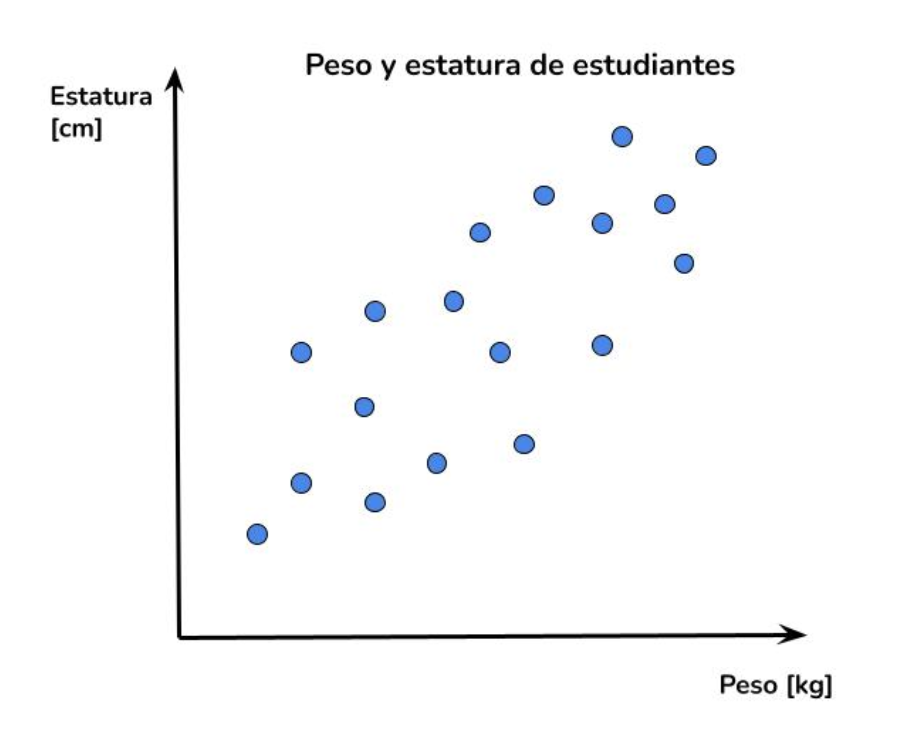 Peso y estatura de estudiantes
Estatura
[cm]
Peso [kg]